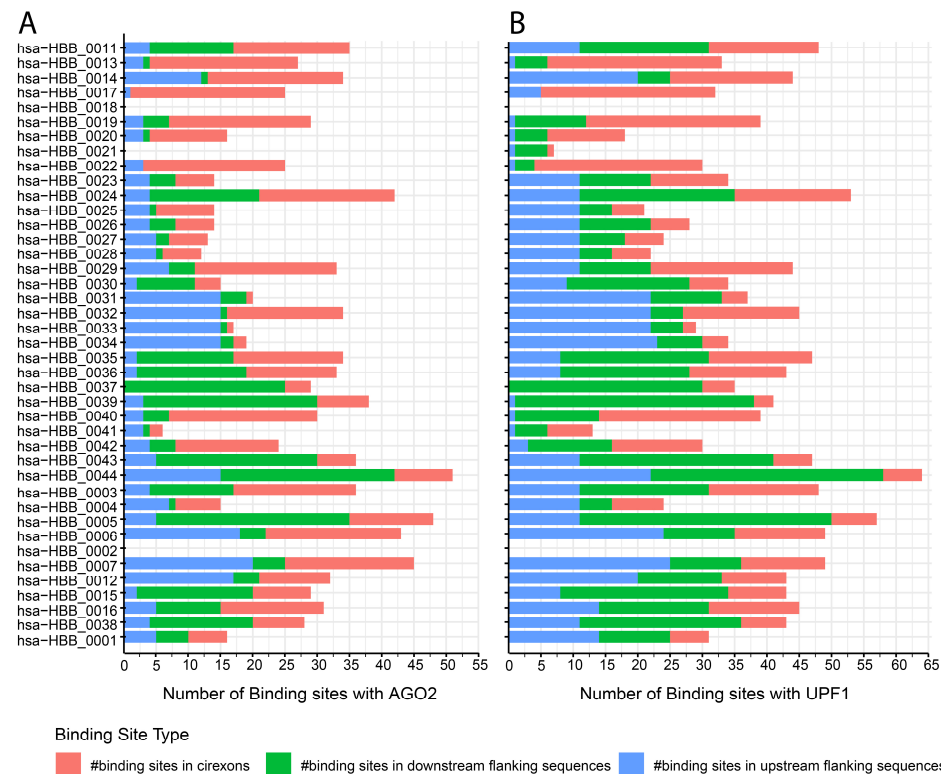 A B
hsa-HBB_0011
hsa-HBB_0013
hsa-HBB_0014
hsa-HBB_0017
hsa-HBB_0018
hsa-HBB_0019
hsa-HBB_0020
hsa-HBB_0021
hsa-HBB_0022
hsa-HBB_0023
hsa-HBB_0024
hsa-HBB_0025
hsa-HBB_0026
hsa-HBB_0027
hsa-HBB_0028
hsa-HBB_0029
hsa-HBB_0030
hsa-HBB_0031
hsa-HBB_0032
hsa-HBB_0033
hsa-HBB_0034
hsa-HBB_0035
hsa-HBB_0036
hsa-HBB_0037
hsa-HBB_0039
hsa-HBB_0040
hsa-HBB_0041
hsa-HBB_0042
hsa-HBB_0043
hsa-HBB_0044
hsa-HBB_0003
hsa-HBB_0004
hsa-HBB_0005
hsa-HBB_0006
hsa-HBB_0002
hsa-HBB_0007
hsa-HBB_0012
hsa-HBB_0015
hsa-HBB_0016
hsa-HBB_0038
hsa-HBB_0001
0 5 10 15 20 25 30 35 40 45 50 55 0 5 10 15 20 25 30 35 40 45 50 55 60 65
Number of Binding sites with AGO2 Number of Binding sites with UPF1
Binding Site Type
#binding sites in cirexons #binding sites in downstream flanking sequences #binding sites in upstream flanking sequences